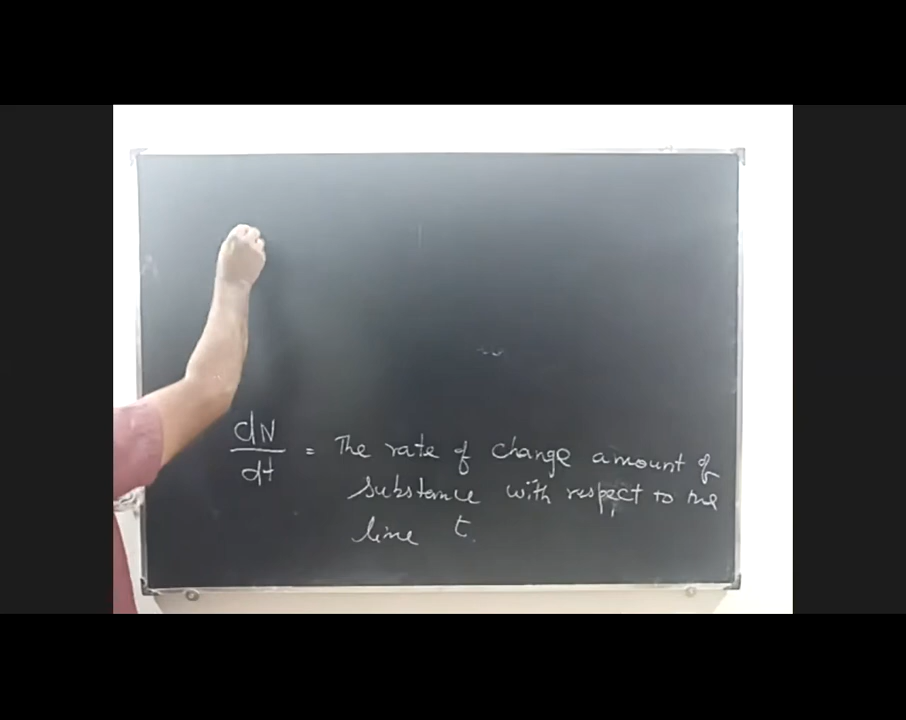 dN/dt = The rate of change amount of
substance with respect to the
time t.